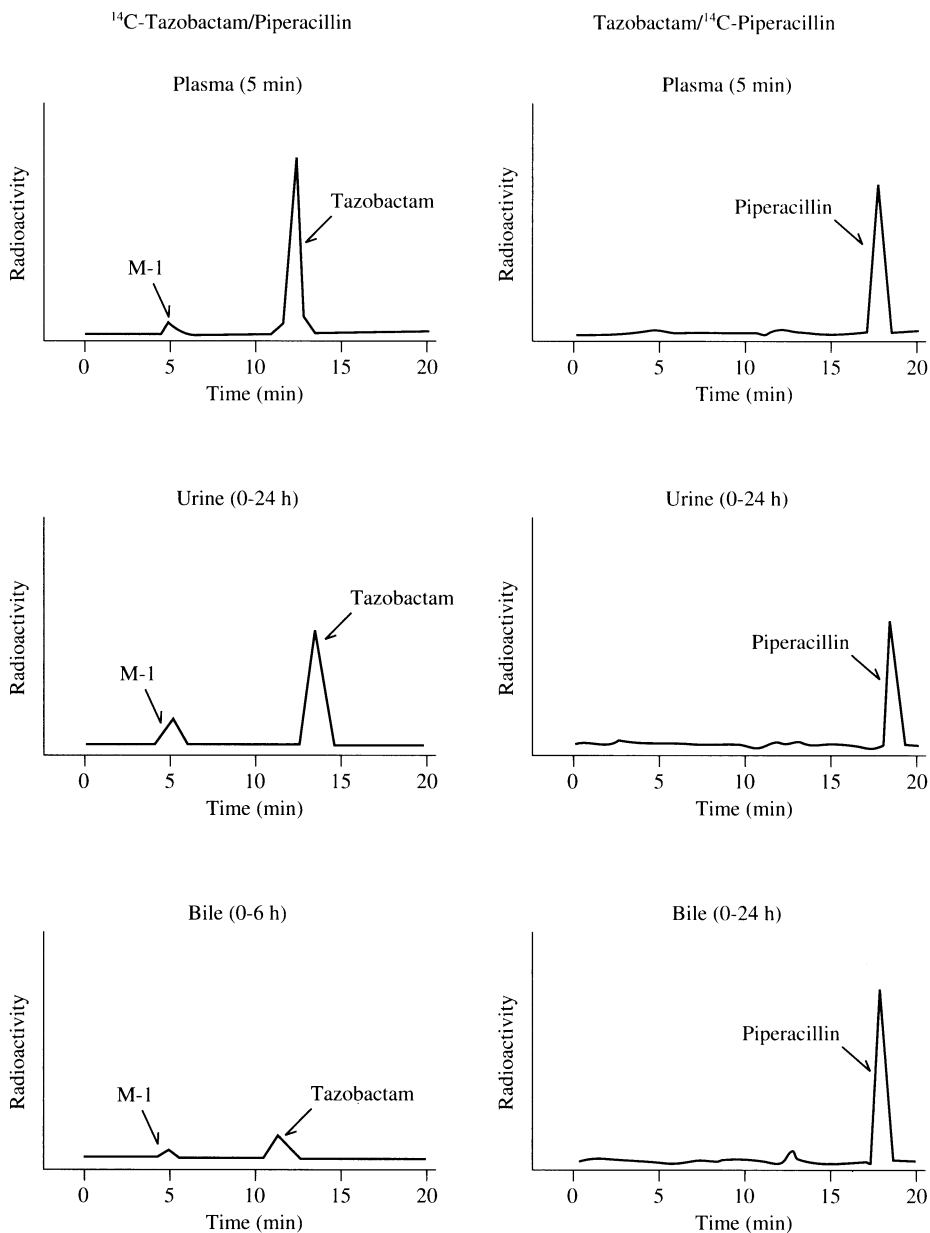 ¹⁴C-Tazobactam/Piperacillin
Tazobactam/¹⁴C-Piperacillin
Plasma (5 min)
Radioactivity
M-1
Tazobactam
0 5 10 15 20
Time (min)
Plasma (5 min)
Radioactivity
Piperacillin
0 5 10 15 20
Time (min)
Urine (0-24 h)
Radioactivity
M-1
Tazobactam
0 5 10 15 20
Time (min)
Urine (0-24 h)
Radioactivity
Piperacillin
0 5 10 15 20
Time (min)
Bile (0-6 h)
Radioactivity
M-1
Tazobactam
0 5 10 15 20
Time (min)
Bile (0-24 h)
Radioactivity
Piperacillin
0 5 10 15 20
Time (min)